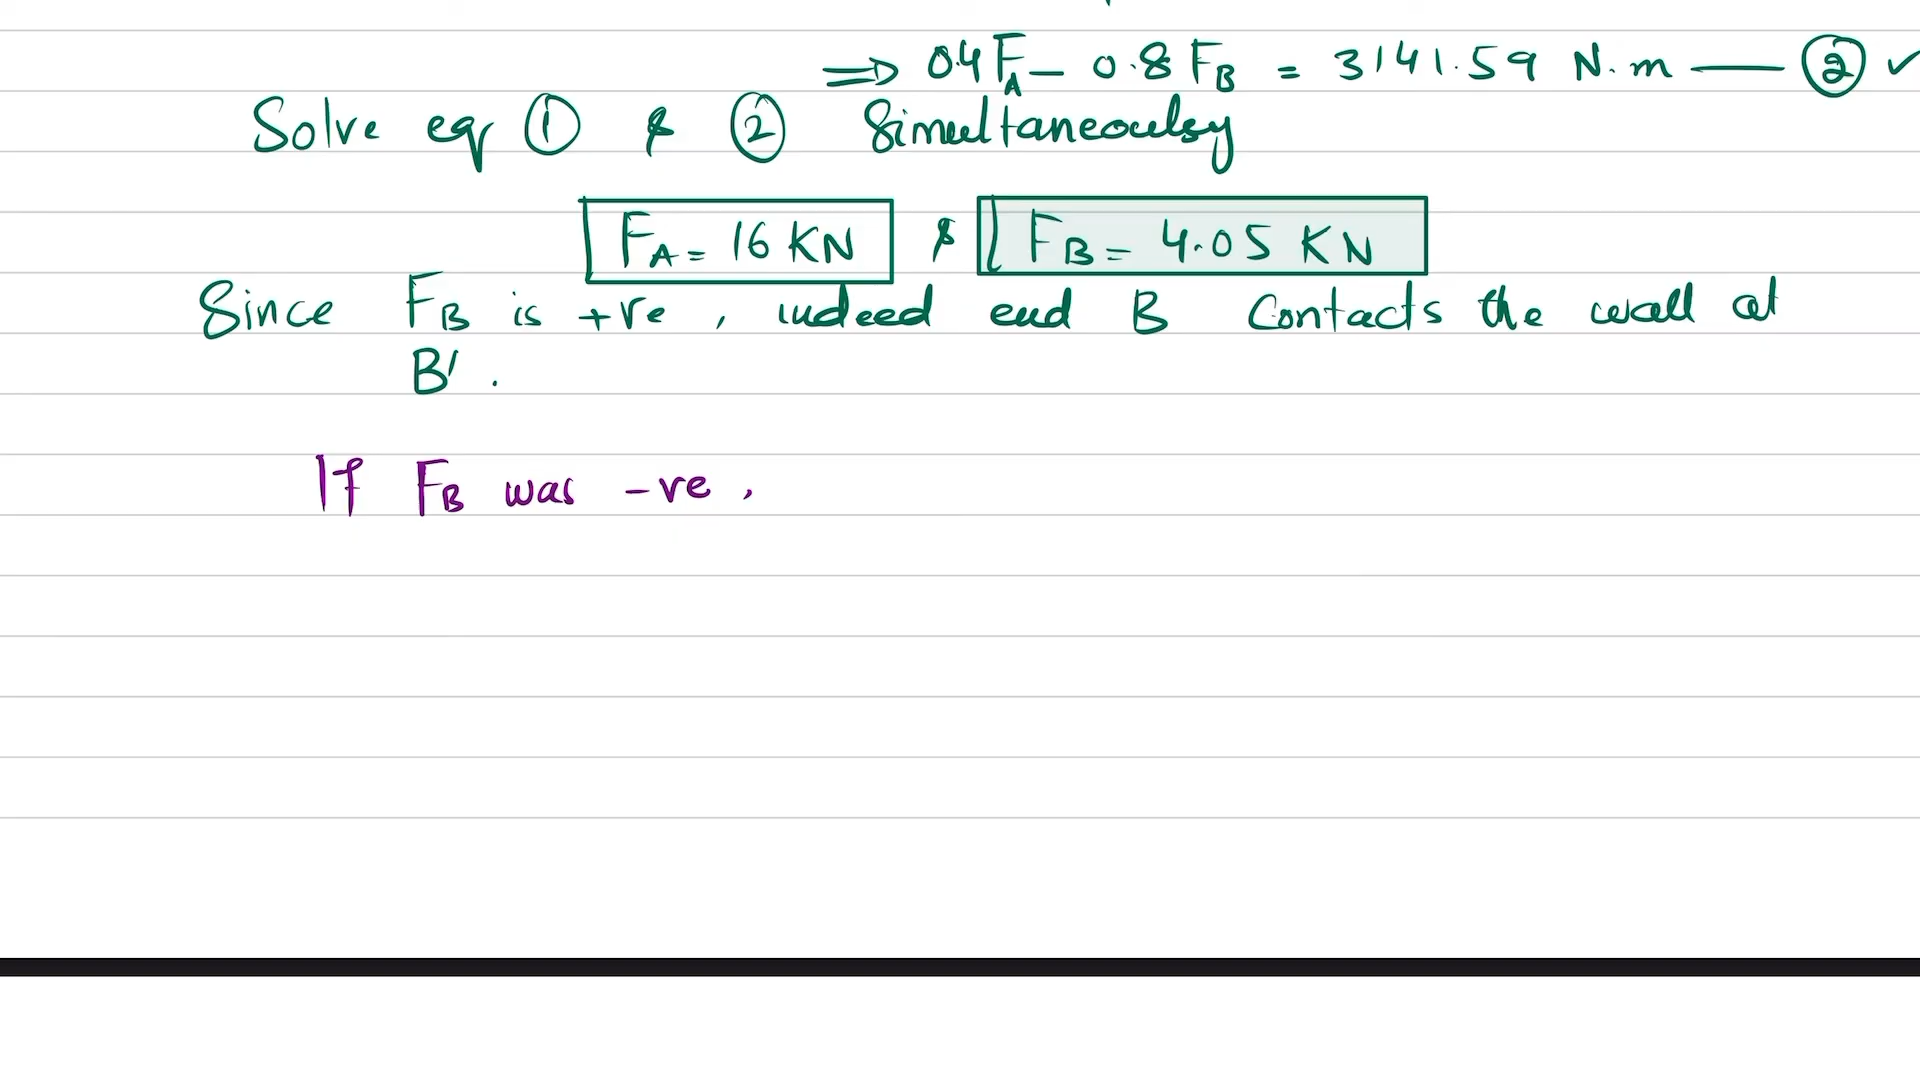 ⇒ 0.4 F_A - 0.8 F_B = 3141.59 N.m —— ② ✓
Solve eq ① & ② Simultaneoulsy
F_A = 16 KN & F_B = 4.05 KN
Since F_B is +ve , indeed end B Contacts the wall at
B' .
If F_B was -ve ,